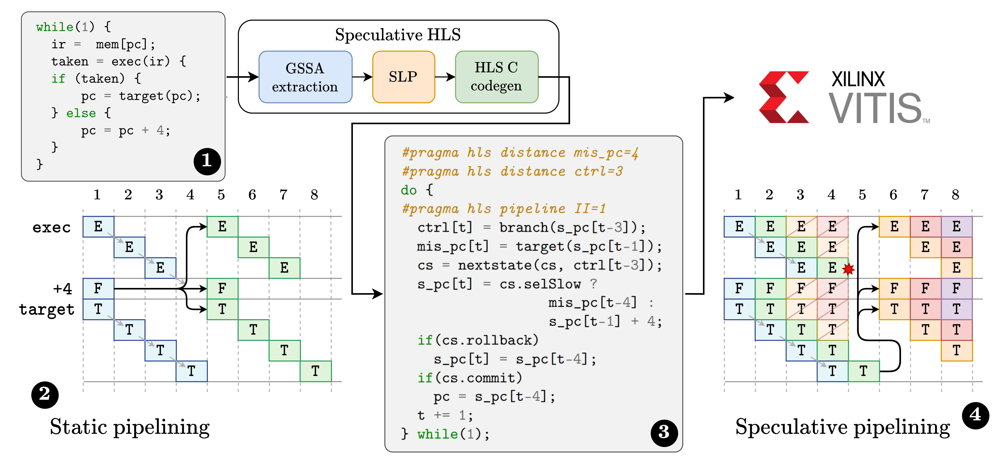 while(1) {
ir = mem[pc];
taken = exec(ir) {
if (taken) {
pc = target(pc);
} else {
pc = pc + 4;
}
}
1
Speculative HLS
GSSA
extraction
SLP
HLS C
codegen
XILINX
VITIS™
1 2 3 4 5 6 7 8
exec E E
E E
E E
+4 F F
target T T
T T
T T
T T
2
Static pipelining
#pragma hls distance mis_pc=4
#pragma hls distance ctrl=3
do {
#pragma hls pipeline II=1
ctrl[t] = branch(s_pc[t-3]);
mis_pc[t] = target(s_pc[t-1]);
cs = nextstate(cs, ctrl[t-3]);
s_pc[t] = cs.selSlow ?
mis_pc[t-4] :
s_pc[t-1] + 4;
if(cs.rollback)
s_pc[t] = s_pc[t-4];
if(cs.commit)
pc = s_pc[t-4];
t += 1;
} while(1);
3
1 2 3 4 5 6 7 8
E E E E E E E
E E E E E
E E E
F F F F F F F
T T T T T T T
T T T T T
T T T
T T
4
Speculative pipelining